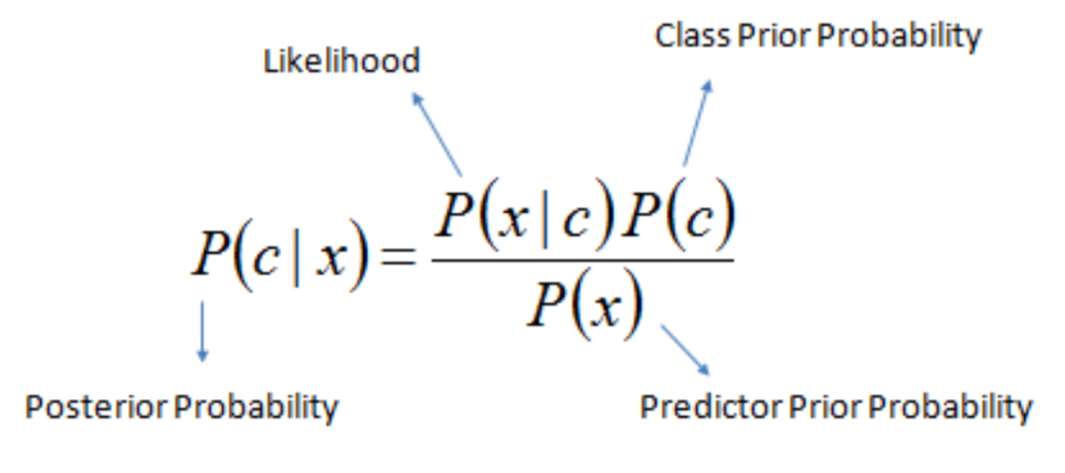 Likelihood
Class Prior Probability
P(c | x) = P(x | c) P(c) / P(x)
Posterior Probability
Predictor Prior Probability